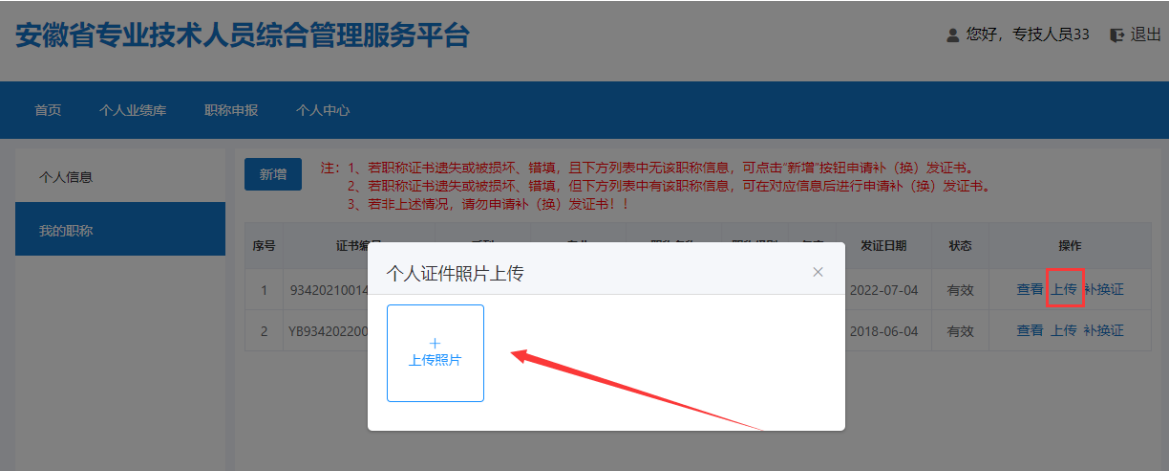 安徽省专业技术人员综合管理服务平台
您好，专技人员33 退出
首页 个人业绩库 职称申报 个人中心
个人信息
我的职称
新增
注：1、若职称证书遗失或被损坏、错填，且下方列表中无该职称信息，可点击“新增”按钮申请补（换）发证书。
2、若职称证书遗失或被损坏、错填，但下方列表中有该职称信息，可在对应信息后进行申请补（换）发证书。
3、若非上述情况，请勿申请补（换）发证书！！
序号 证书编号 发证日期 状态 操作
1 93420210014 2022-07-04 有效 查看 上传 补换证
2 YB934202200 2018-06-04 有效 查看 上传 补换证
个人证件照片上传 ×
+
上传照片